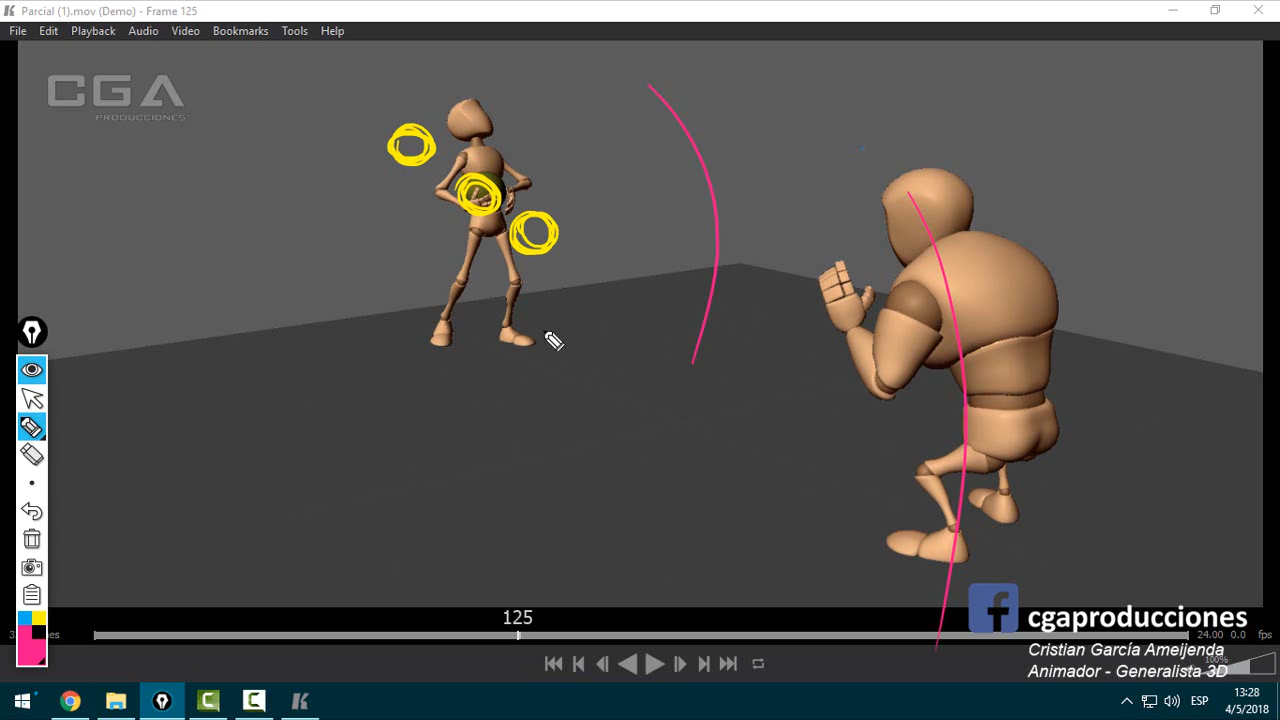 Parcial (1).mov (Demo) - Frame 125
File Edit Playback Audio Video Bookmarks Tools Help
CGA
PRODUCCIONES
125
24.00 0.0 fps
cgaproducciones
Cristian García Ameijenda
Animador - Generalista 3D
100%
ESP
13:28
4/5/2018